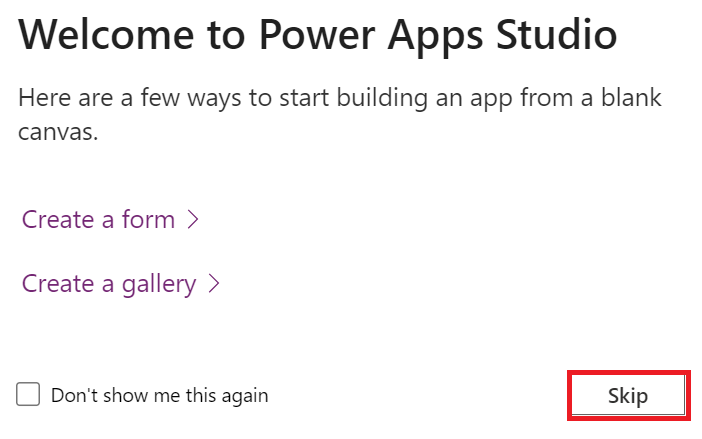 Welcome to Power Apps Studio
Here are a few ways to start building an app from a blank
canvas.
Create a form
Create a gallery
Don't show me this again
Skip